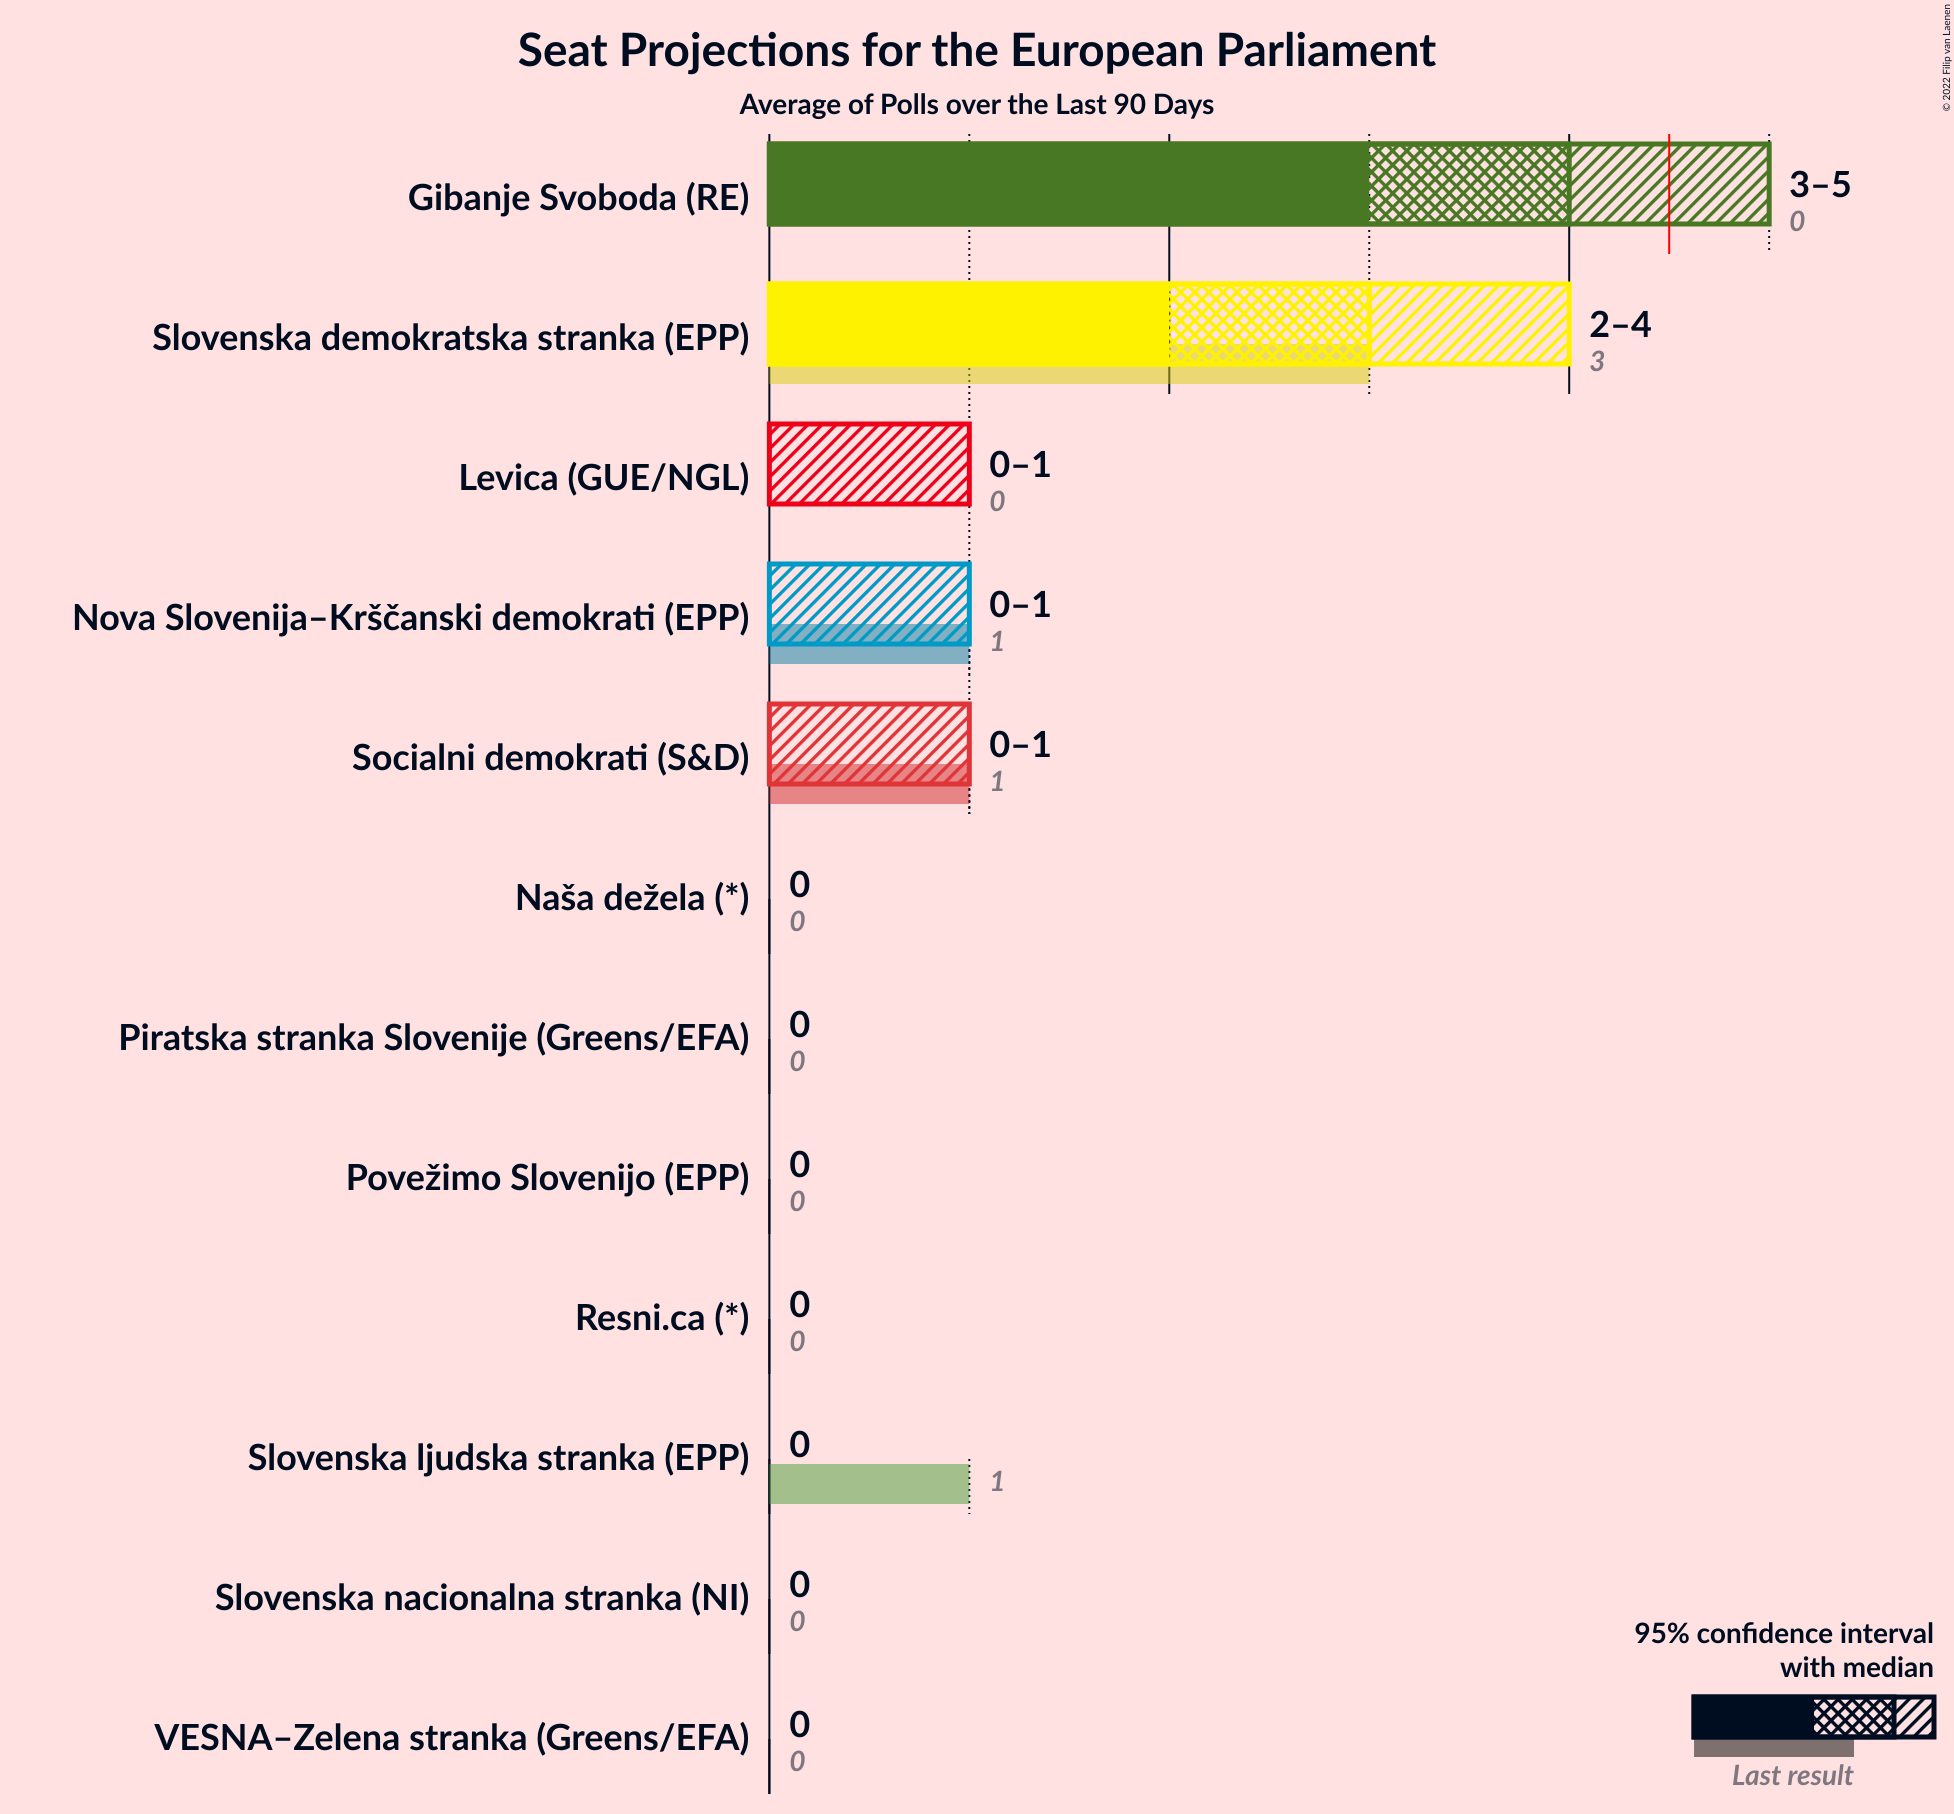 Seat Projections for the European Parliament
Average of Polls over the Last 90 Days
© 2022 Filip van Laenen
Gibanje Svoboda (RE)
3–5
0
Slovenska demokratska stranka (EPP)
2–4
3
Levica (GUE/NGL)
0–1
0
Nova Slovenija–Krščanski demokrati (EPP)
0–1
1
Socialni demokrati (S&D)
0–1
1
Naša dežela (*)
0
0
Piratska stranka Slovenije (Greens/EFA)
0
0
Povežimo Slovenijo (EPP)
0
0
Resni.ca (*)
0
0
Slovenska ljudska stranka (EPP)
0
1
Slovenska nacionalna stranka (NI)
0
0
VESNA–Zelena stranka (Greens/EFA)
0
0
95% confidence interval
with median
Last result